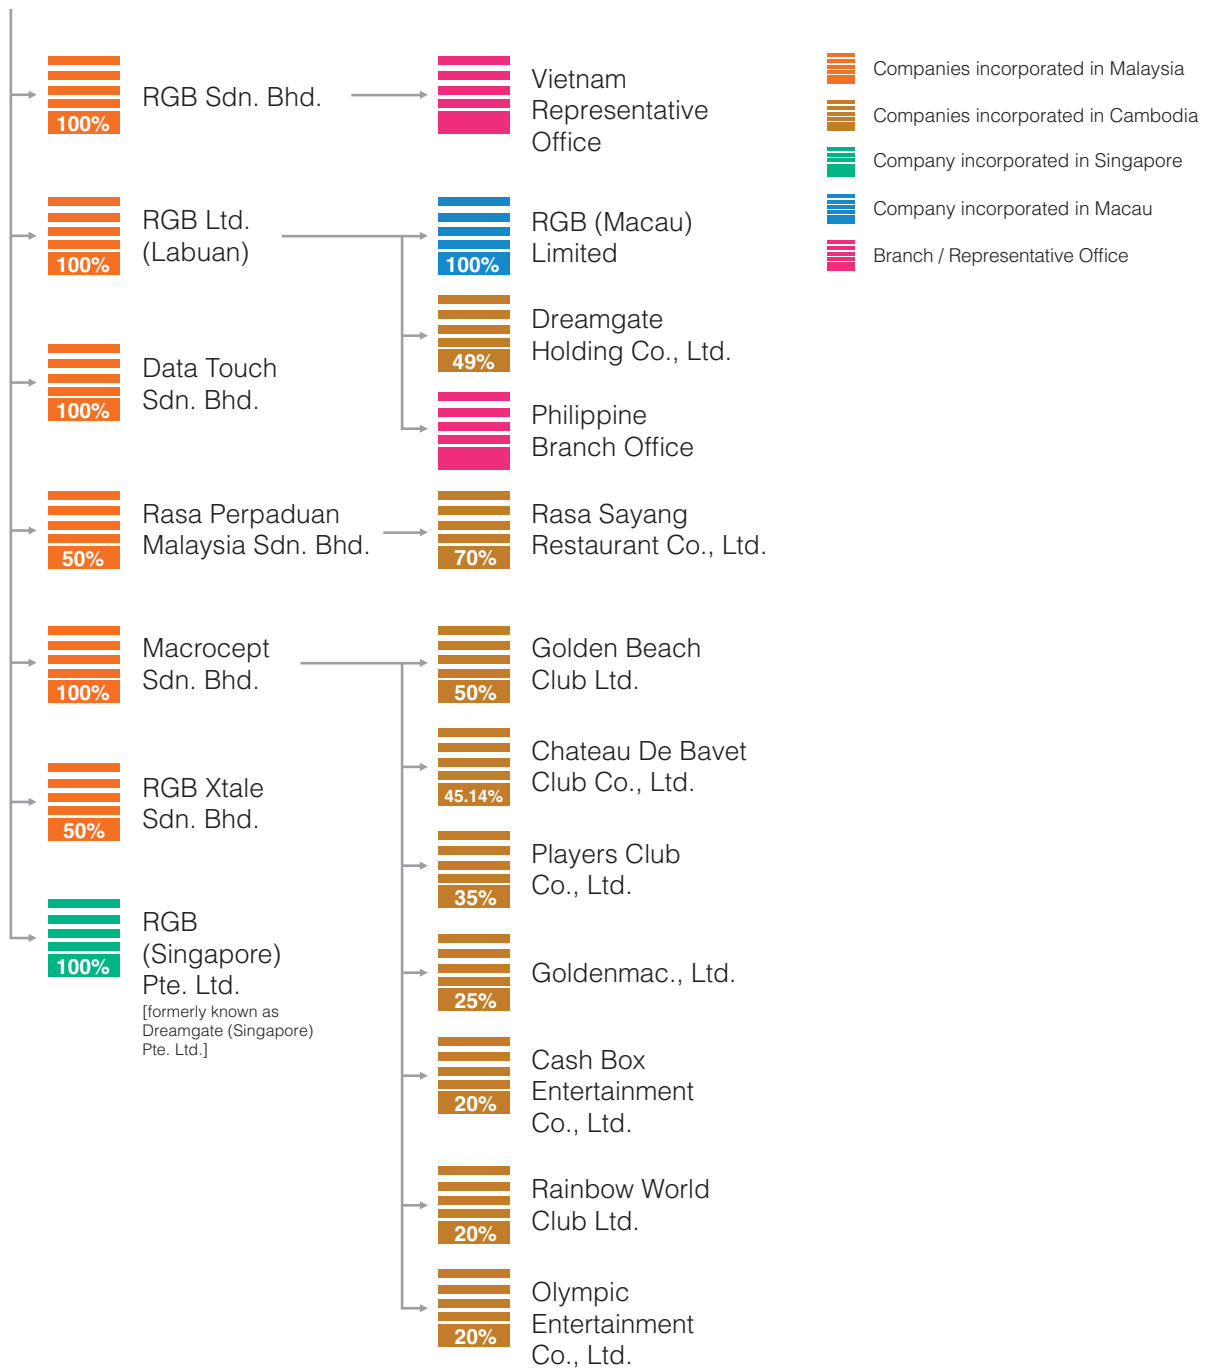 100%
RGB Sdn. Bhd.
Vietnam
Representative
Office
100%
RGB Ltd.
(Labuan)
100%
RGB (Macau)
Limited
49%
Dreamgate
Holding Co., Ltd.
Philippine
Branch Office
100%
Data Touch
Sdn. Bhd.
50%
Rasa Perpaduan
Malaysia Sdn. Bhd.
70%
Rasa Sayang
Restaurant Co., Ltd.
100%
Macrocept
Sdn. Bhd.
50%
Golden Beach
Club Ltd.
45.14%
Chateau De Bavet
Club Co., Ltd.
35%
Players Club
Co., Ltd.
25%
Goldenmac., Ltd.
20%
Cash Box
Entertainment
Co., Ltd.
20%
Rainbow World
Club Ltd.
20%
Olympic
Entertainment
Co., Ltd.
50%
RGB Xtale
Sdn. Bhd.
100%
RGB
(Singapore)
Pte. Ltd.
[formerly known as
Dreamgate (Singapore)
Pte. Ltd.]
Companies incorporated in Malaysia
Companies incorporated in Cambodia
Company incorporated in Singapore
Company incorporated in Macau
Branch / Representative Office